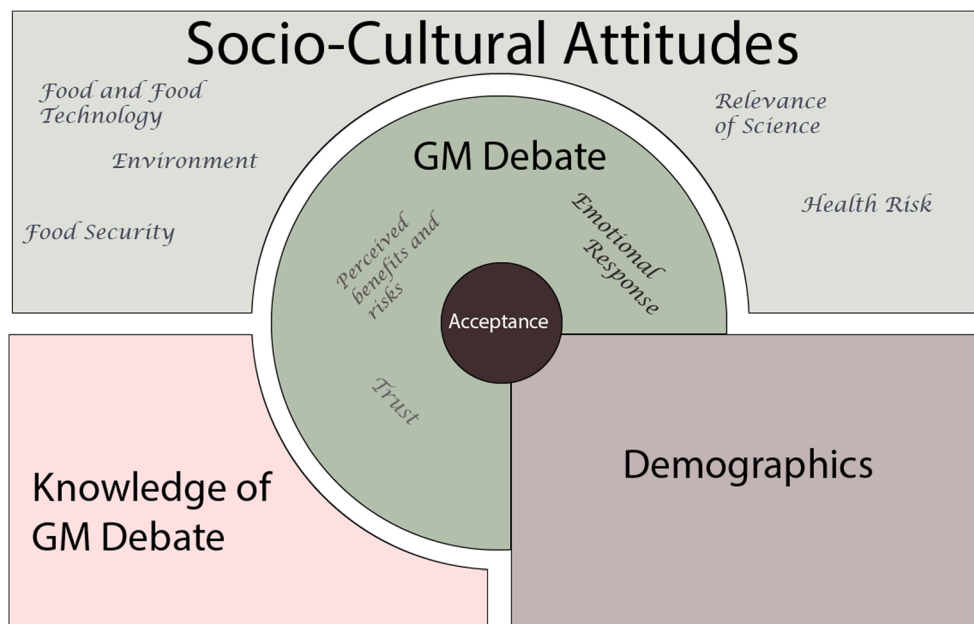 Socio-Cultural Attitudes
Food and Food
Technology
Environment
Food Security
Relevance
of Science
Health Risk
GM Debate
Perceived
benefits and
risks
Emotional
Response
Acceptance
Trust
Knowledge of
GM Debate
Demographics